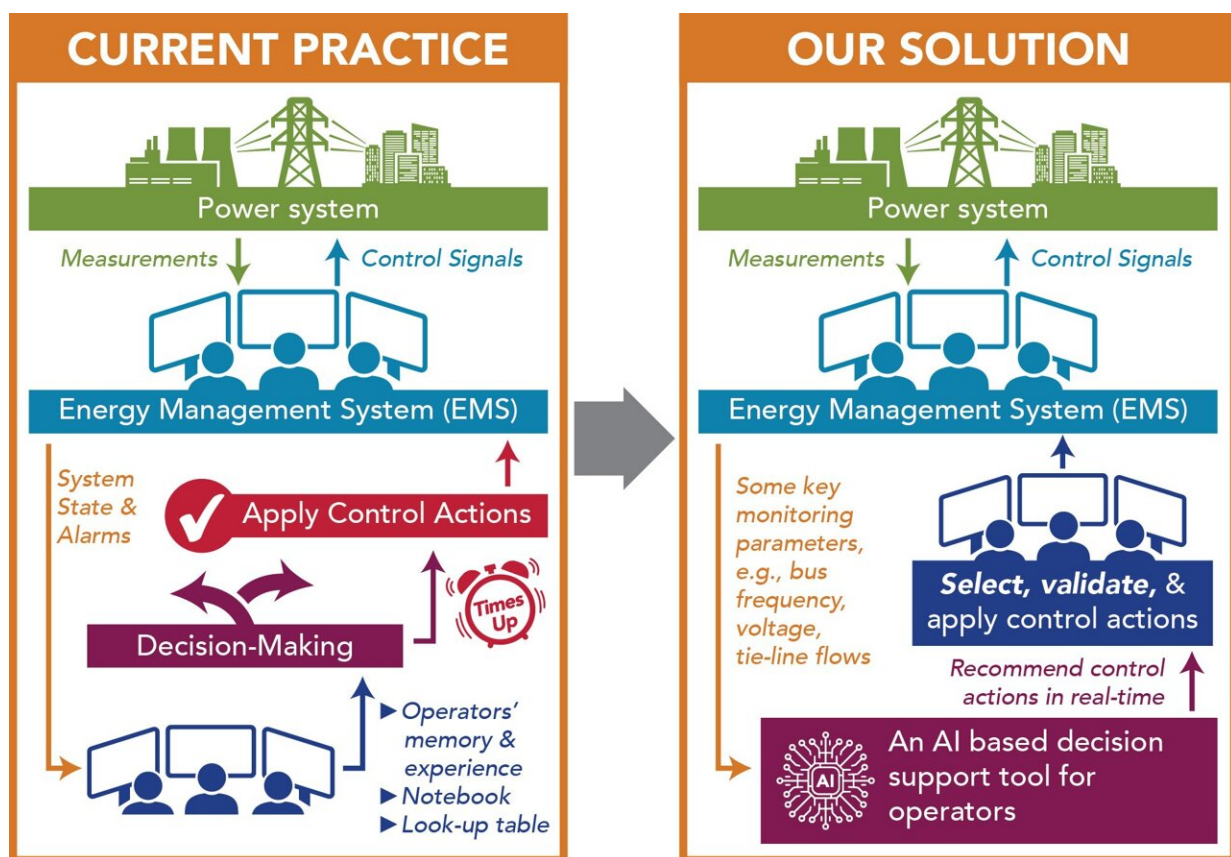 CURRENT PRACTICE
Power system
Measurements
Control Signals
Energy Management System (EMS)
System
State &
Alarms
Apply Control Actions
Times
Up
Decision-Making
► Operators'
memory &
experience
► Notebook
► Look-up table
OUR SOLUTION
Power system
Measurements
Control Signals
Energy Management System (EMS)
Some key
monitoring
parameters,
e.g., bus
frequency,
voltage,
tie-line flows
Select, validate, &
apply control actions
Recommend control
actions in real-time
AI
An AI based decision
support tool for
operators